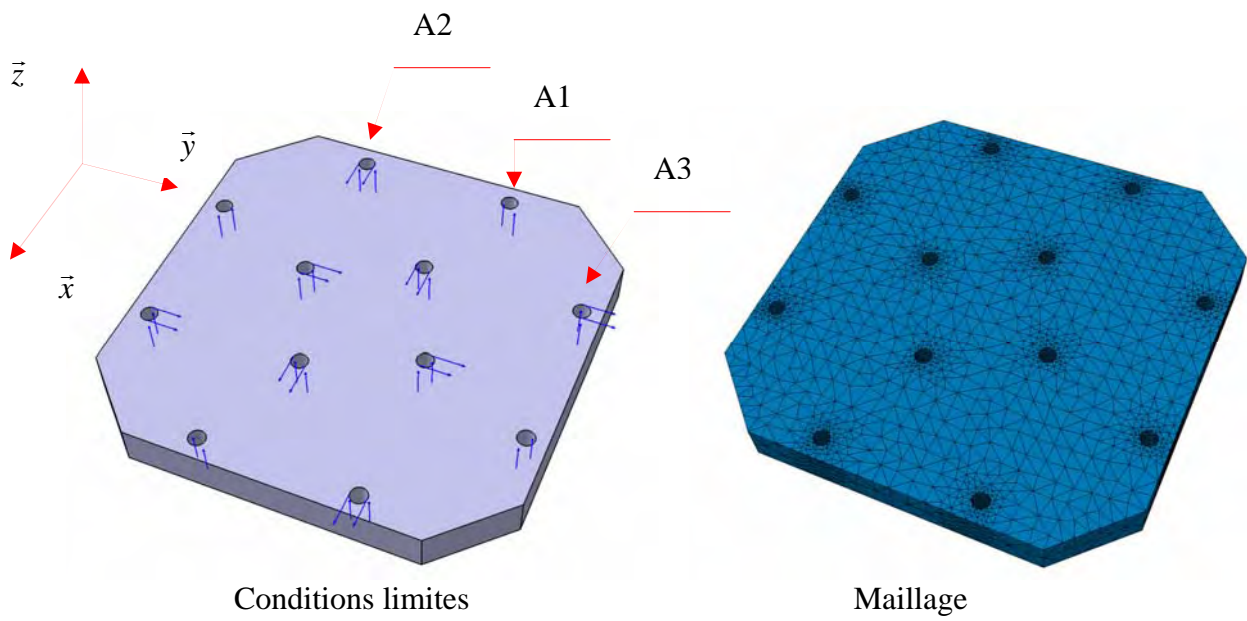 A2
z⃗
A1
y⃗
A3
x⃗
Conditions limites
Maillage